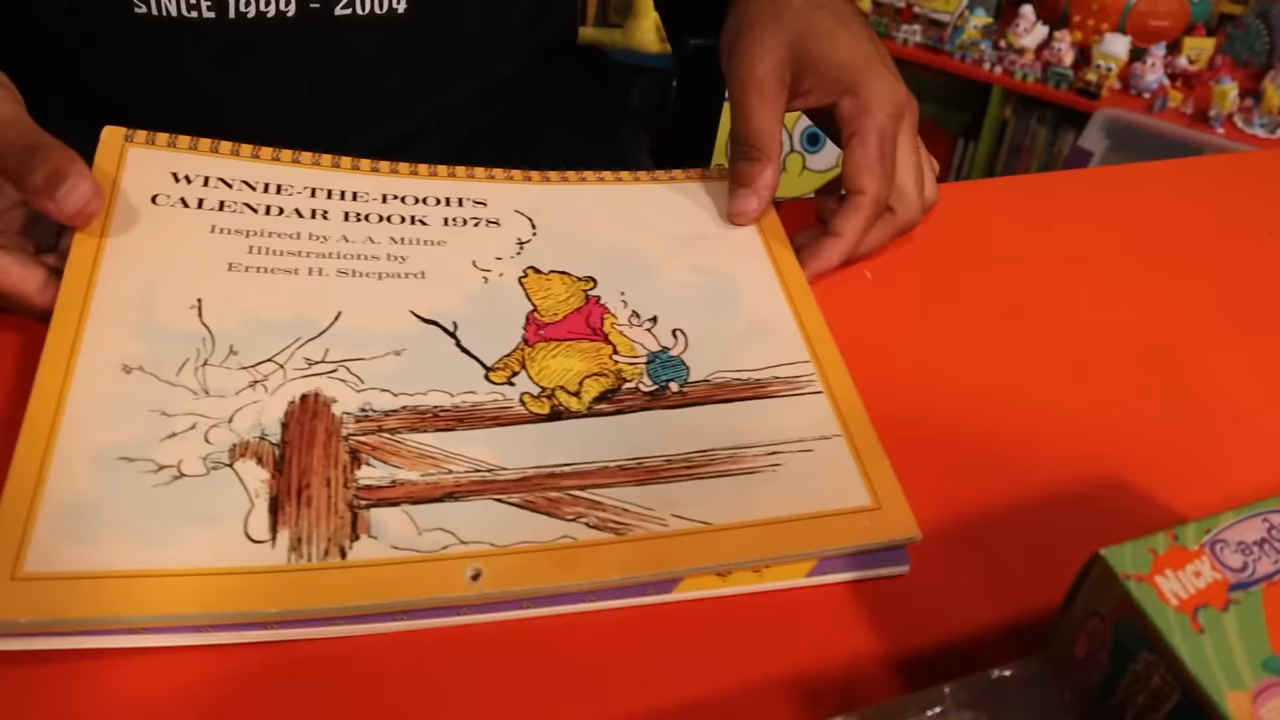 SINCE 1999 - 2004
WINNIE-THE-POOH'S
CALENDAR BOOK 1978
Inspired by A. A. Milne
Illustrations by
Ernest H. Shepard
NICK